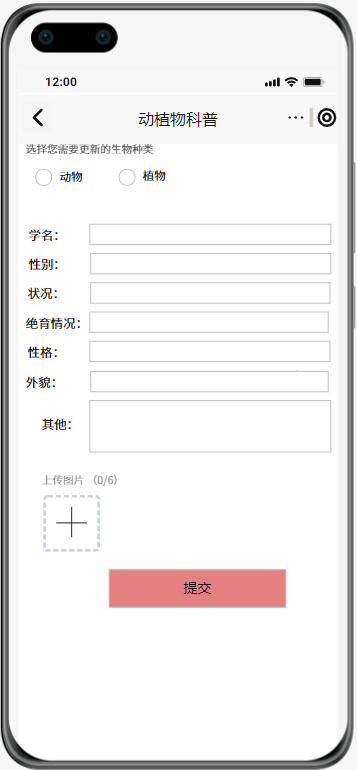 12:00
动植物科普
选择您需要更新的生物种类
动物 植物
学名：
性别：
状况：
绝育情况：
性格：
外貌：
其他：
上传图片 （0/6）
提交